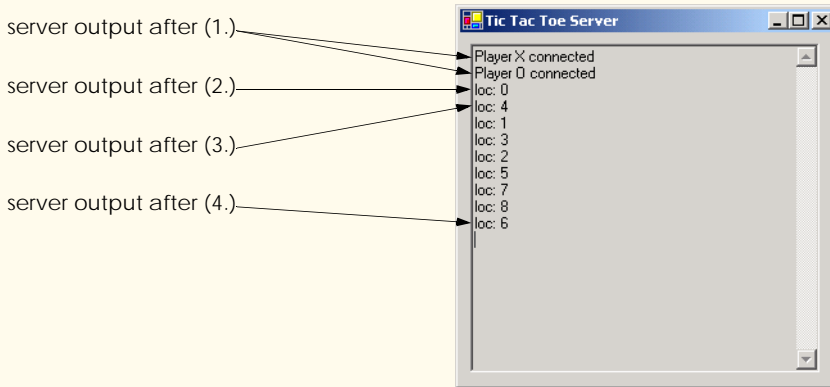 server output after (1.)
server output after (2.)
server output after (3.)
server output after (4.)
Tic Tac Toe Server
Player X connected
Player O connected
loc: 0
loc: 4
loc: 1
loc: 3
loc: 2
loc: 5
loc: 7
loc: 8
loc: 6